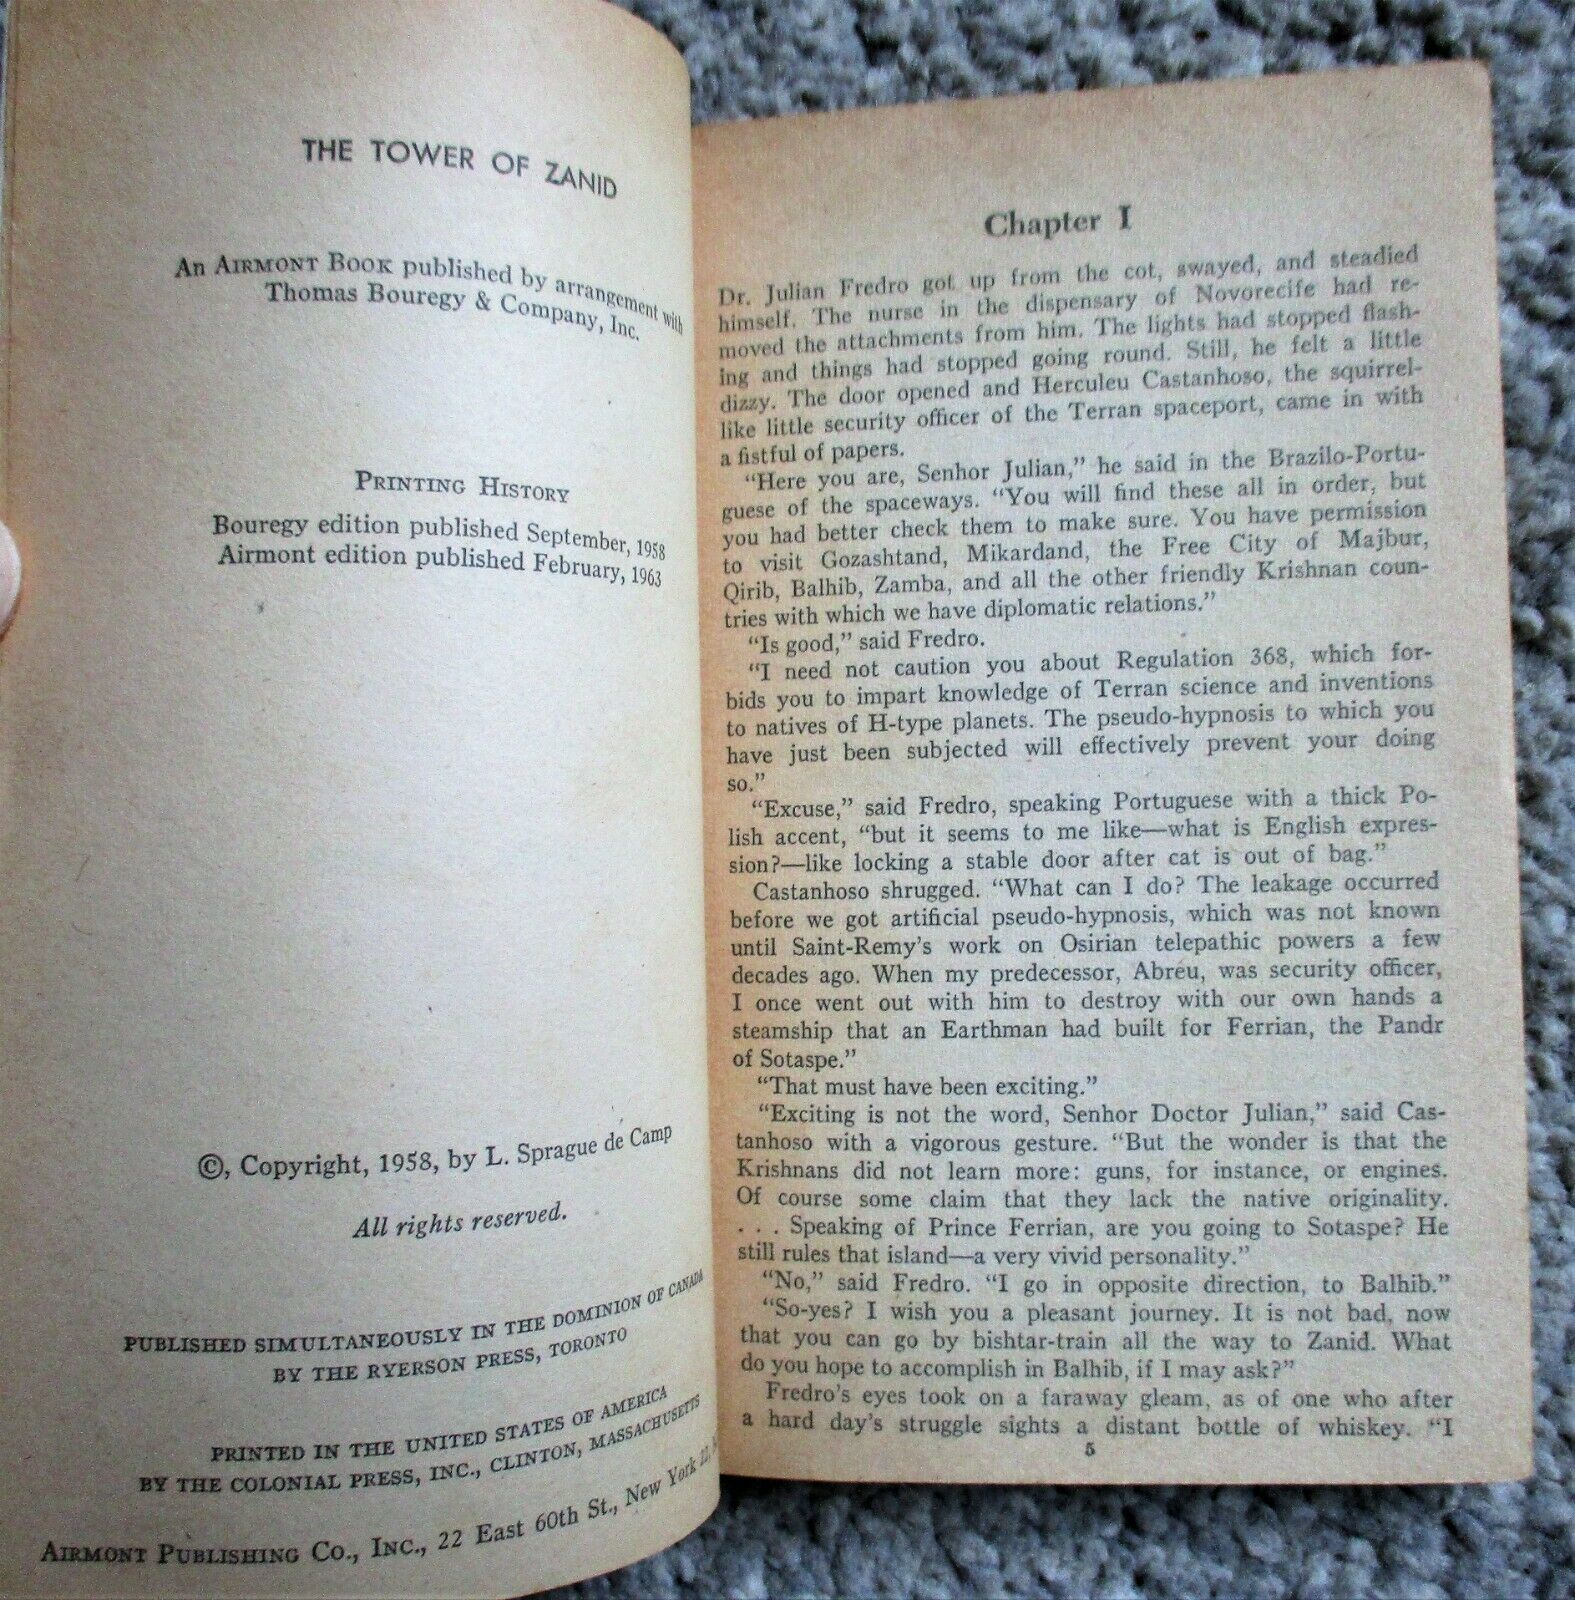 THE TOWER OF ZANID
An AIRMONT BOOK published by arrangement with
Thomas Bouregy & Company, Inc.
PRINTING HISTORY
Bouregy edition published September, 1958
Airmont edition published February, 1963
©, Copyright, 1958, by L. Sprague de Camp
All rights reserved.
PUBLISHED SIMULTANEOUSLY IN THE DOMINION OF CANADA
BY THE RYERSON PRESS, TORONTO
PRINTED IN THE UNITED STATES OF AMERICA
BY THE COLONIAL PRESS, INC., CLINTON, MASSACHUSETTS
AIRMONT PUBLISHING CO., INC., 22 East 60th St., New York 22,
Chapter I
Dr. Julian Fredro got up from the cot, swayed, and steadied
himself. The nurse in the dispensary of Novorecife had re-
moved the attachments from him. The lights had stopped flash-
ing and things had stopped going round. Still, he felt a little
dizzy. The door opened and Herculeu Castanhoso, the squirrel-
like little security officer of the Terran spaceport, came in with
a fistful of papers.
"Here you are, Senhor Julian," he said in the Brazilo-Portu-
guese of the spaceways. "You will find these all in order, but
you had better check them to make sure. You have permission
to visit Gozashtand, Mikardand, the Free City of Majbur,
Qirib, Balhib, Zamba, and all the other friendly Krishnan coun-
tries with which we have diplomatic relations."
"Is good," said Fredro.
"I need not caution you about Regulation 368, which for-
bids you to impart knowledge of Terran science and inventions
to natives of H-type planets. The pseudo-hypnosis to which you
have just been subjected will effectively prevent your doing
so."
"Excuse," said Fredro, speaking Portuguese with a thick Po-
lish accent, "but it seems to me like—what is English expres-
sion?—like locking a stable door after cat is out of bag."
Castanhoso shrugged. "What can I do? The leakage occurred
before we got artificial pseudo-hypnosis, which was not known
until Saint-Remy's work on Osirian telepathic powers a few
decades ago. When my predecessor, Abreu, was security officer,
I once went out with him to destroy with our own hands a
steamship that an Earthman had built for Ferrian, the Pandr
of Sotaspe."
"That must have been exciting."
"Exciting is not the word, Senhor Doctor Julian," said Cas-
tanhoso with a vigorous gesture. "But the wonder is that the
Krishnans did not learn more: guns, for instance, or engines.
Of course some claim that they lack the native originality.
. . . Speaking of Prince Ferrian, are you going to Sotaspe? He
still rules that island—a very vivid personality."
"No," said Fredro. "I go in opposite direction, to Balhib."
"So-yes? I wish you a pleasant journey. It is not bad, now
that you can go by bishtar-train all the way to Zanid. What
do you hope to accomplish in Balhib, if I may ask?"
Fredro's eyes took on a faraway gleam, as of one who after
a hard day's struggle sights a distant bottle of whiskey. "I
5